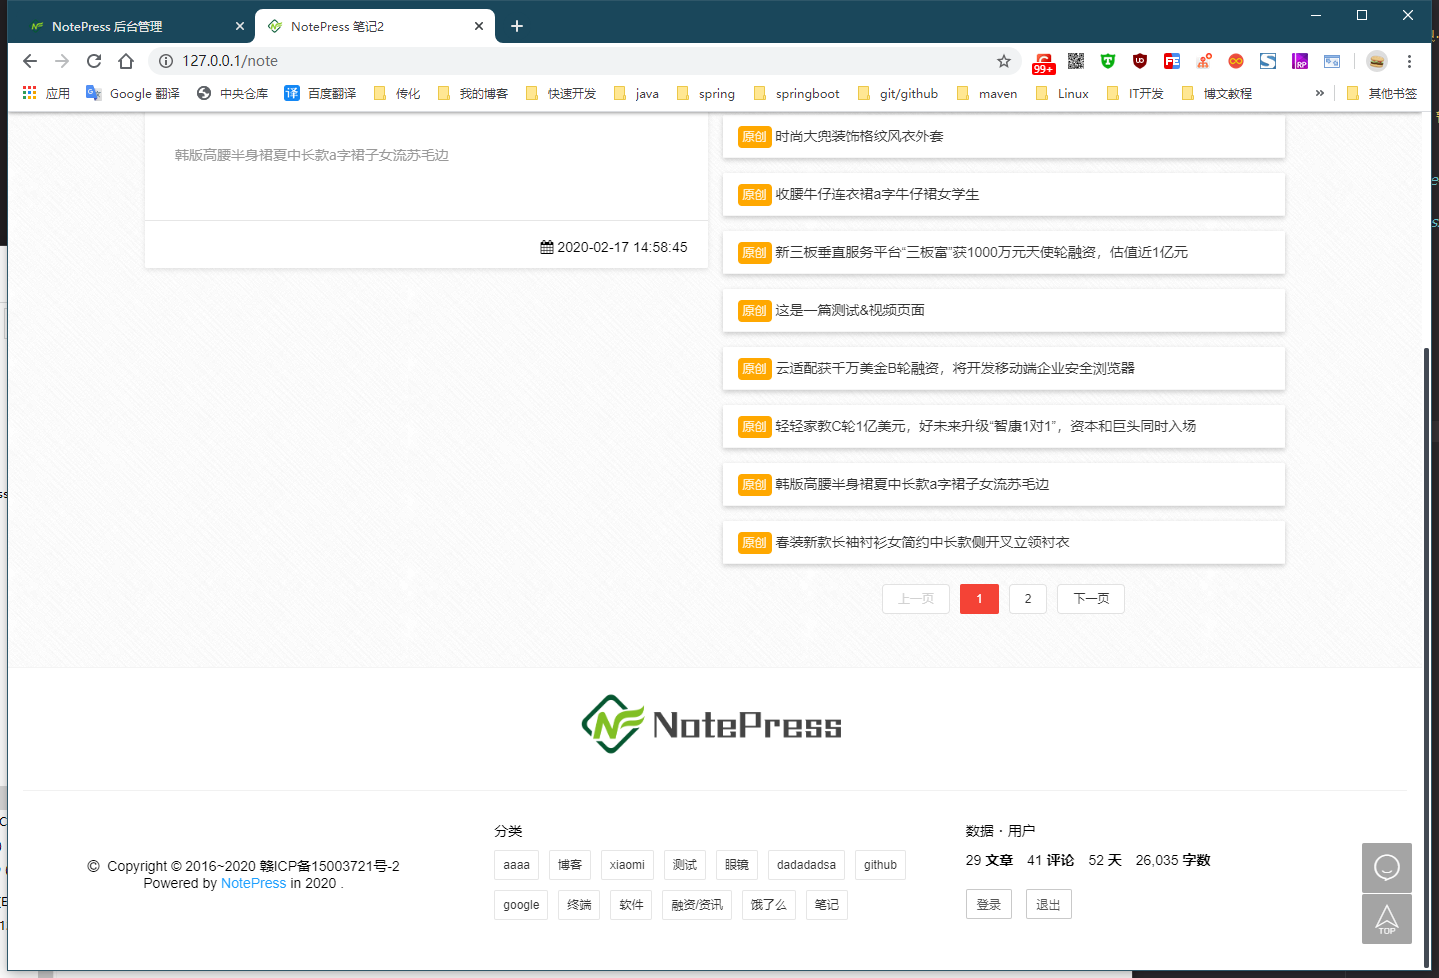 NotePress 后台管理
NotePress 笔记2
127.0.0.1/note
99+
应用 Google 翻译 中央仓库 百度翻译 传化 我的博客 快速开发 java spring springboot git/github maven Linux IT开发 博文教程 » 其他书签
韩版高腰半身裙夏中长款a字裙子女流苏毛边
2020-02-17 14:58:45
原创 时尚大兜装饰格纹风衣外套
原创 收腰牛仔连衣裙a字牛仔裙女学生
原创 新三板垂直服务平台“三板富”获1000万元天使轮融资，估值近1亿元
原创 这是一篇测试&视频页面
原创 云适配获千万美金B轮融资，将开发移动端企业安全浏览器
原创 轻轻家教C轮1亿美元，好未来升级“智康1对1”，资本和巨头同时入场
原创 韩版高腰半身裙夏中长款a字裙子女流苏毛边
原创 春装新款长袖衬衫女简约中长款侧开叉立领衬衣
上一页 1 2 下一页
NotePress
© Copyright © 2016~2020 赣ICP备15003721号-2
Powered by NotePress in 2020 .
分类
aaaa 博客 xiaomi 测试 眼镜 dadadadsa github
google 终端 软件 融资/资讯 饿了么 笔记
数据・用户
29 文章 41 评论 52 天 26,035 字数
登录 退出
TOP